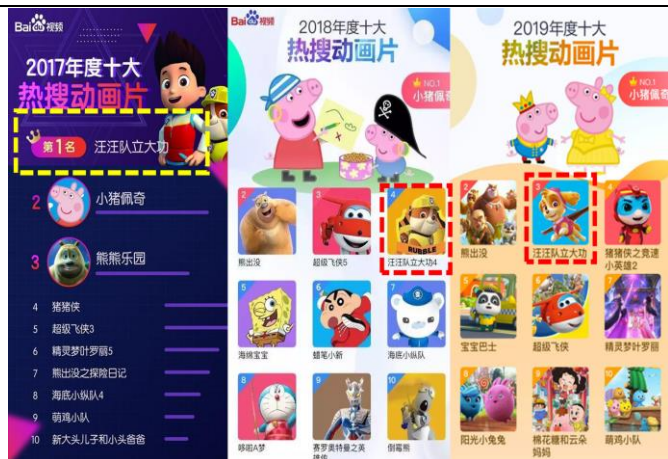 Bai 视频
2017年度十大
热搜动画片
第1名 汪汪队立大功
2 小猪佩奇
3 熊熊乐园
4 猪猪侠
5 超级飞侠3
6 精灵梦叶罗丽5
7 熊出没之探险日记
8 海底小纵队4
9 萌鸡小队
10 新大头儿子和小头爸爸
Bai 视频
2018年度十大
热搜动画片
NO.1
小猪佩奇
2
熊出没
3
超级飞侠5
4
RUBBLE
汪汪队立大功4
5
海绵宝宝
6
蜡笔小新
7
海底小纵队
8
哆啦A梦
9
赛罗奥特曼之英
10
倒霉熊
2019年度十大
热搜动画片
NO.1
小猪佩奇
2
熊出没
3
汪汪队立大功
4
猪猪侠之竞速
小英雄2
5
宝宝巴士
6
超级飞侠
7
精灵梦叶罗丽
8
阳光小兔兔
9
棉花糖和云朵
妈妈
10
萌鸡小队